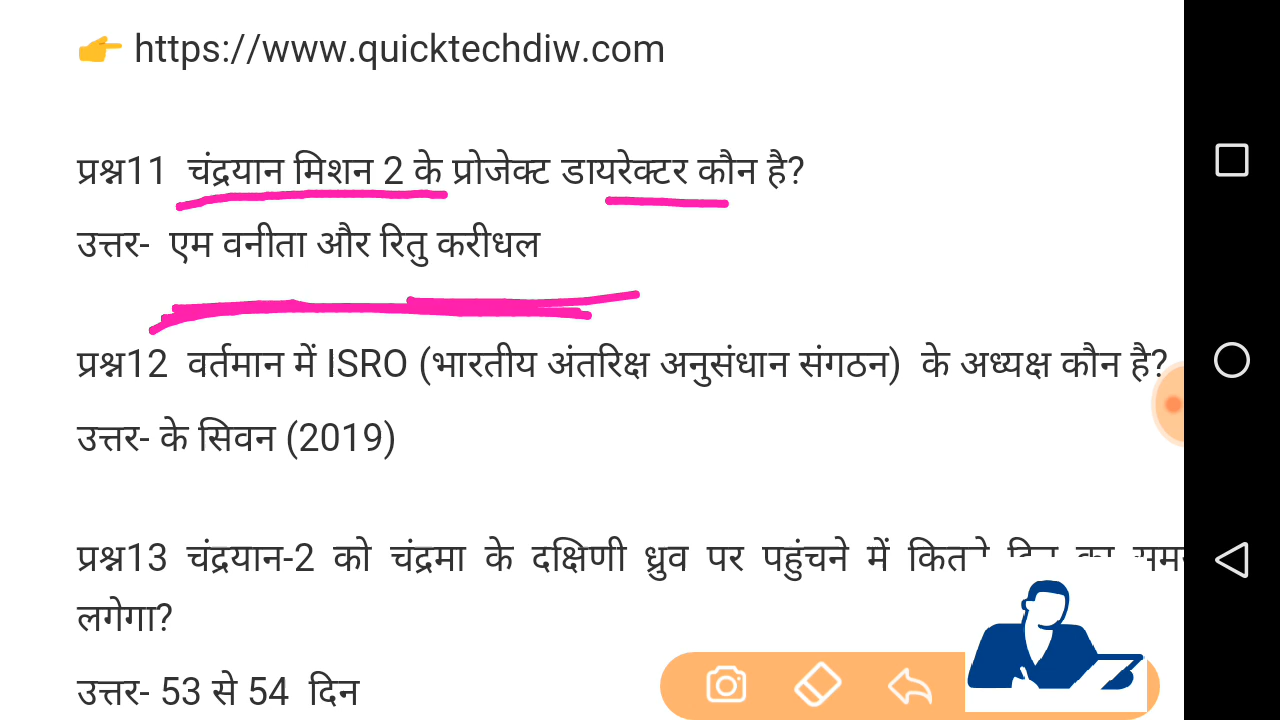 👉 https://www.quicktechdiw.com
प्रश्न11 चंद्रयान मिशन 2 के प्रोजेक्ट डायरेक्टर कौन है?
उत्तर- एम वनीता और रितु करीधल
प्रश्न12 वर्तमान में ISRO (भारतीय अंतरिक्ष अनुसंधान संगठन) के अध्यक्ष कौन है?
उत्तर- के सिवन (2019)
प्रश्न13 चंद्रयान-2 को चंद्रमा के दक्षिणी ध्रुव पर पहुंचने में कितने दिन का समय
लगेगा?
उत्तर- 53 से 54 दिन